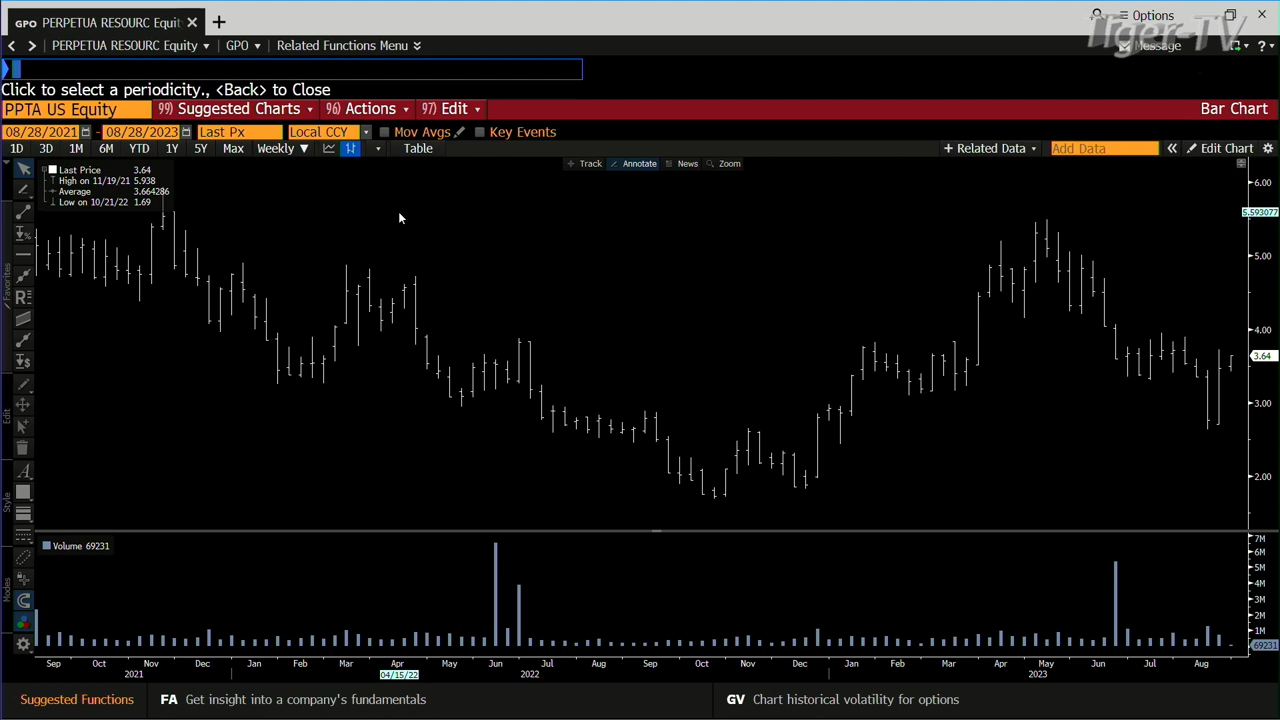 GPO PERPETUA RESOURC Equit
Options
PERPETUA RESOURC Equity GPO Related Functions Menu
Message
Tiger-TV
Click to select a periodicity., <Back> to Close
PPTA US Equity 99) Suggested Charts 96) Actions 97) Edit Bar Chart
08/28/2021 - 08/28/2023 Last Px Local CCY Mov Avgs Key Events
1D 3D 1M 6M YTD 1Y 5Y Max Weekly ▼ Table + Related Data Add Data « Edit Chart
Track Annotate News Zoom
Last Price 3.64
High on 11/19/21 5.938
Average 3.664286
Low on 10/21/22 1.69
6.00
5.593077
5.00
4.00
3.64
3.00
2.00
Favorites
Edit
Style
Modes
Volume 69231
7M
6M
5M
4M
3M
2M
1M
69231
Sep Oct Nov Dec Jan Feb Mar Apr May Jun Jul Aug Sep Oct Nov Dec Jan Feb Mar Apr May Jun Jul Aug
2021 04/15/22 2022 2023
Suggested Functions FA Get insight into a company's fundamentals GV Chart historical volatility for options